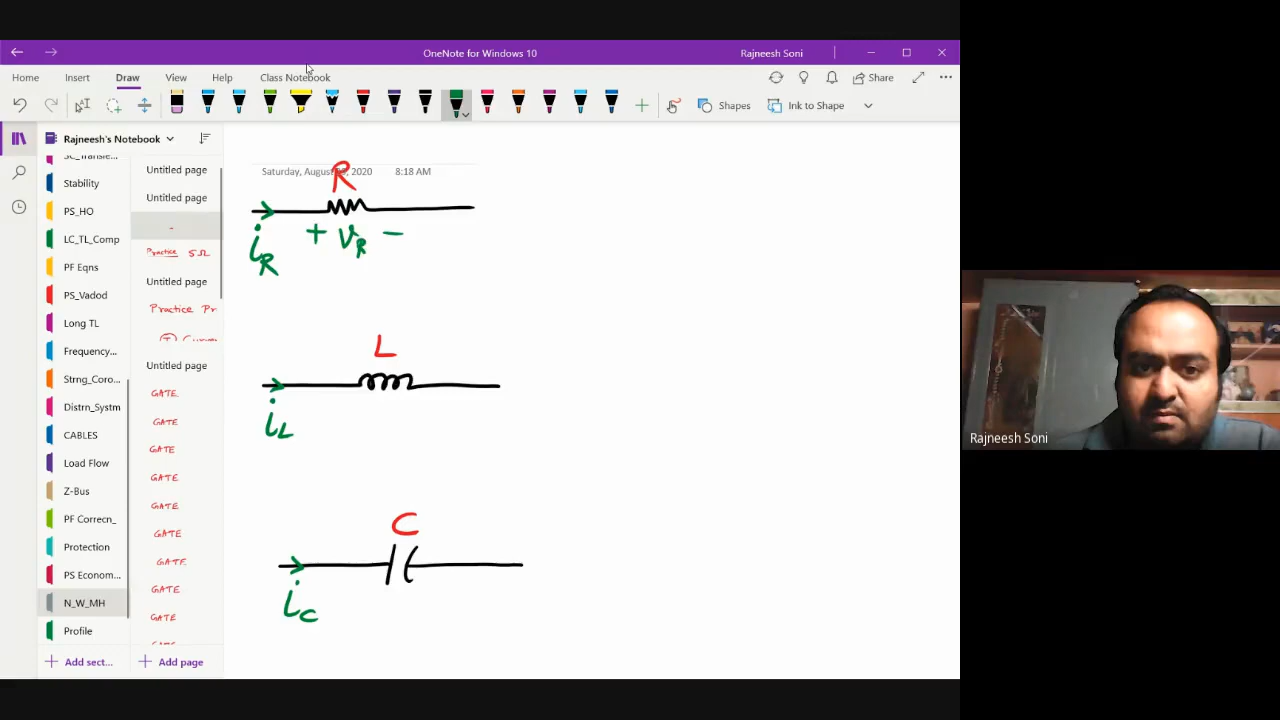 OneNote for Windows 10
Rajneesh Soni
Home Insert Draw View Help Class Notebook
Share
Shapes
Ink to Shape
Rajneesh's Notebook
Stability
PS_HO
LC_TL_Comp
PF Eqns
PS_Vadod
Long TL
Frequency...
Strng_Coro...
Distrn_Systm
CABLES
Load Flow
Z-Bus
PF Correcn_
Protection
PS Econom...
N_W_MH
Profile
Add sect...
Untitled page
Untitled page
-
Practice 5Ω
Untitled page
Practice Pr
Untitled page
GATE
GATE
GATE
GATE
GATE
GATE
GATE
GATE
GATE
Add page
Saturday, August 2020 8:18 AM
R
iR + VR -
L
iL
C
iC
Rajneesh Soni